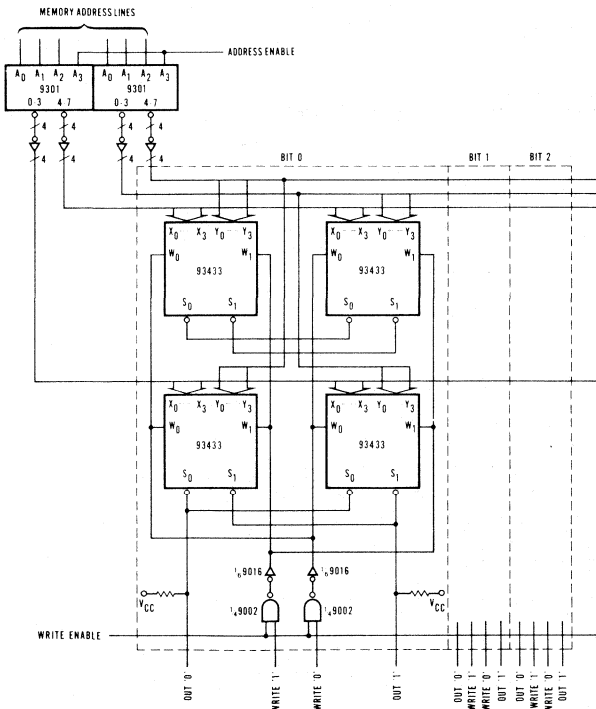 MEMORY ADDRESS LINES
ADDRESS ENABLE
A0 A1 A2 A3 A0 A1 A2 A3
9301 9301
0-3 4-7 0-3 4-7
4 4 4 4
4 4 4 4
BIT 0 BIT 1 BIT 2
X0 X3 Y0 Y3 X0 X3 Y0 Y3
W0 W1 W0 W1
93433 93433
S0 S1 S0 S1
X0 X3 Y0 Y3 X0 X3 Y0 Y3
W0 W1 W0 W1
93433 93433
S0 S1 S0 S1
1/6 9016 1/6 9016
VCC 1/4 9002 1/4 9002 VCC
WRITE ENABLE
OUT '0'
WRITE '1'
WRITE '0'
OUT '1'
OUT '0'
WRITE '1'
WRITE '0'
OUT '1'
OUT '0'
WRITE '1'
WRITE '0'
OUT '1'